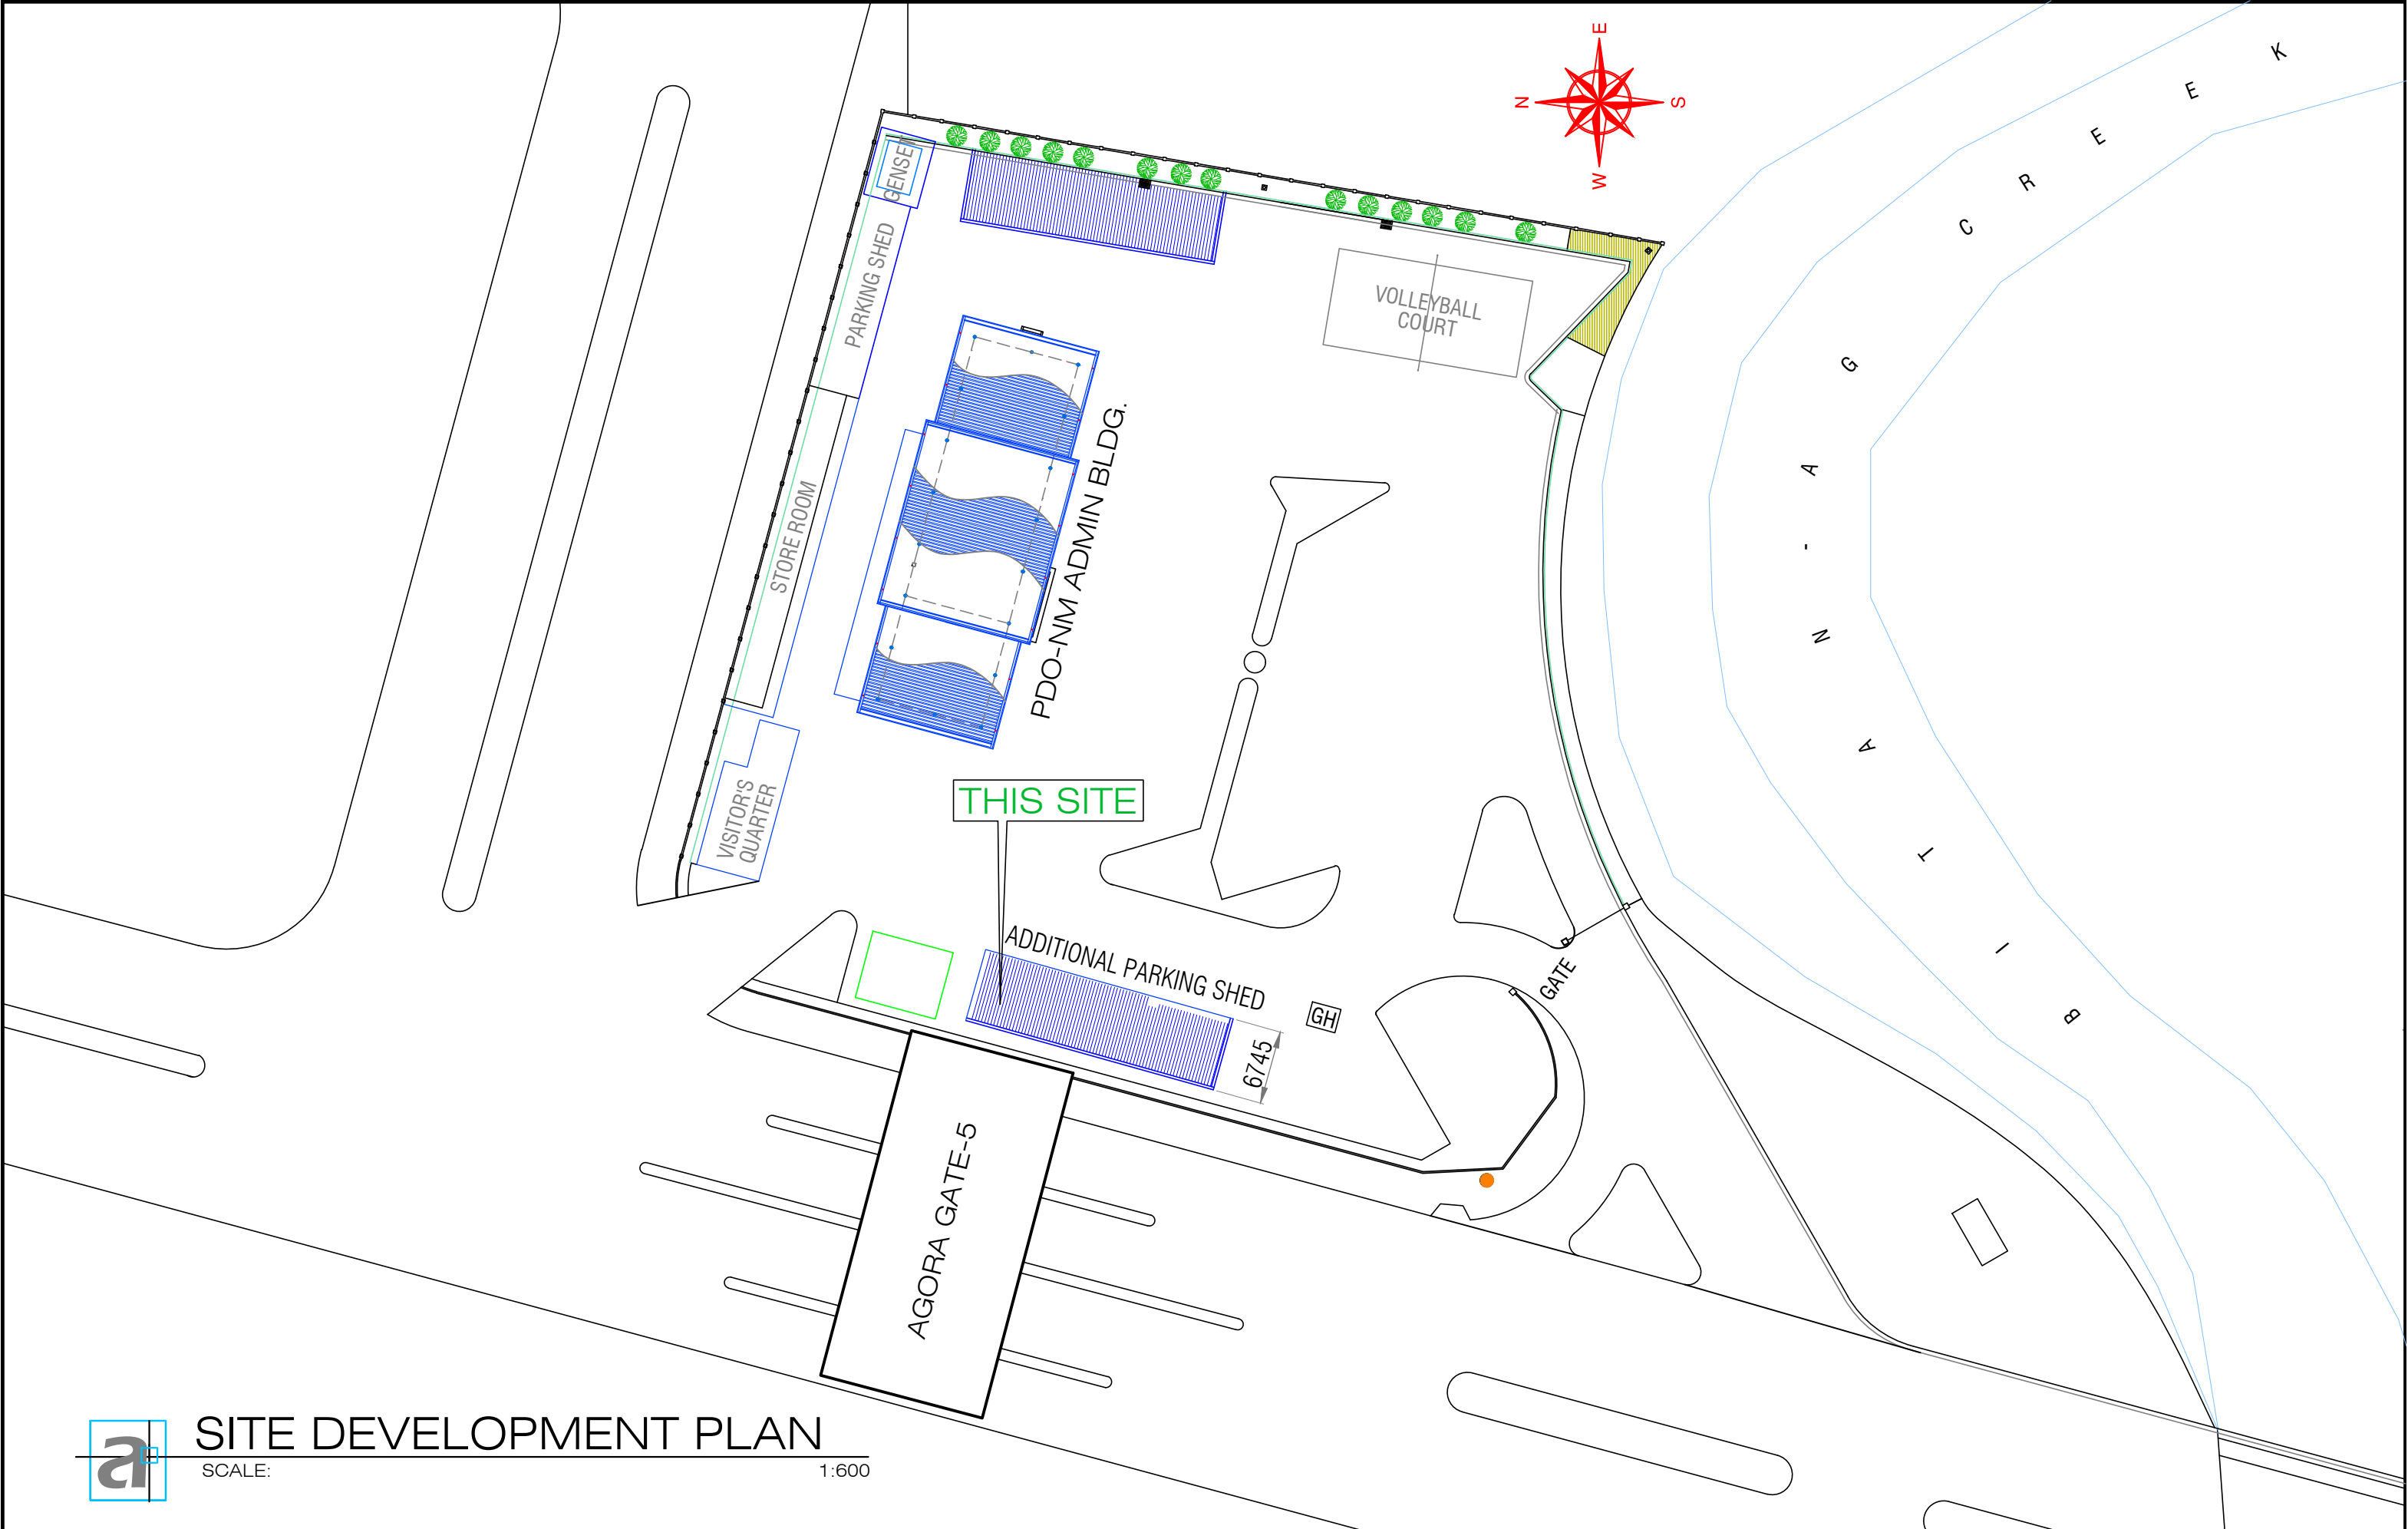 E
N
S
W
C R E E K
GENSET
PARKING SHED
VOLLEYBALL
COURT
B I T A N - A G
PDO-NM ADMIN BLDG.
STORE ROOM
VISITOR'S
QUARTER
THIS SITE
ADDITIONAL PARKING SHED
GATE
GH
6745
AGORA GATE-5
a
SITE DEVELOPMENT PLAN
SCALE: 1:600